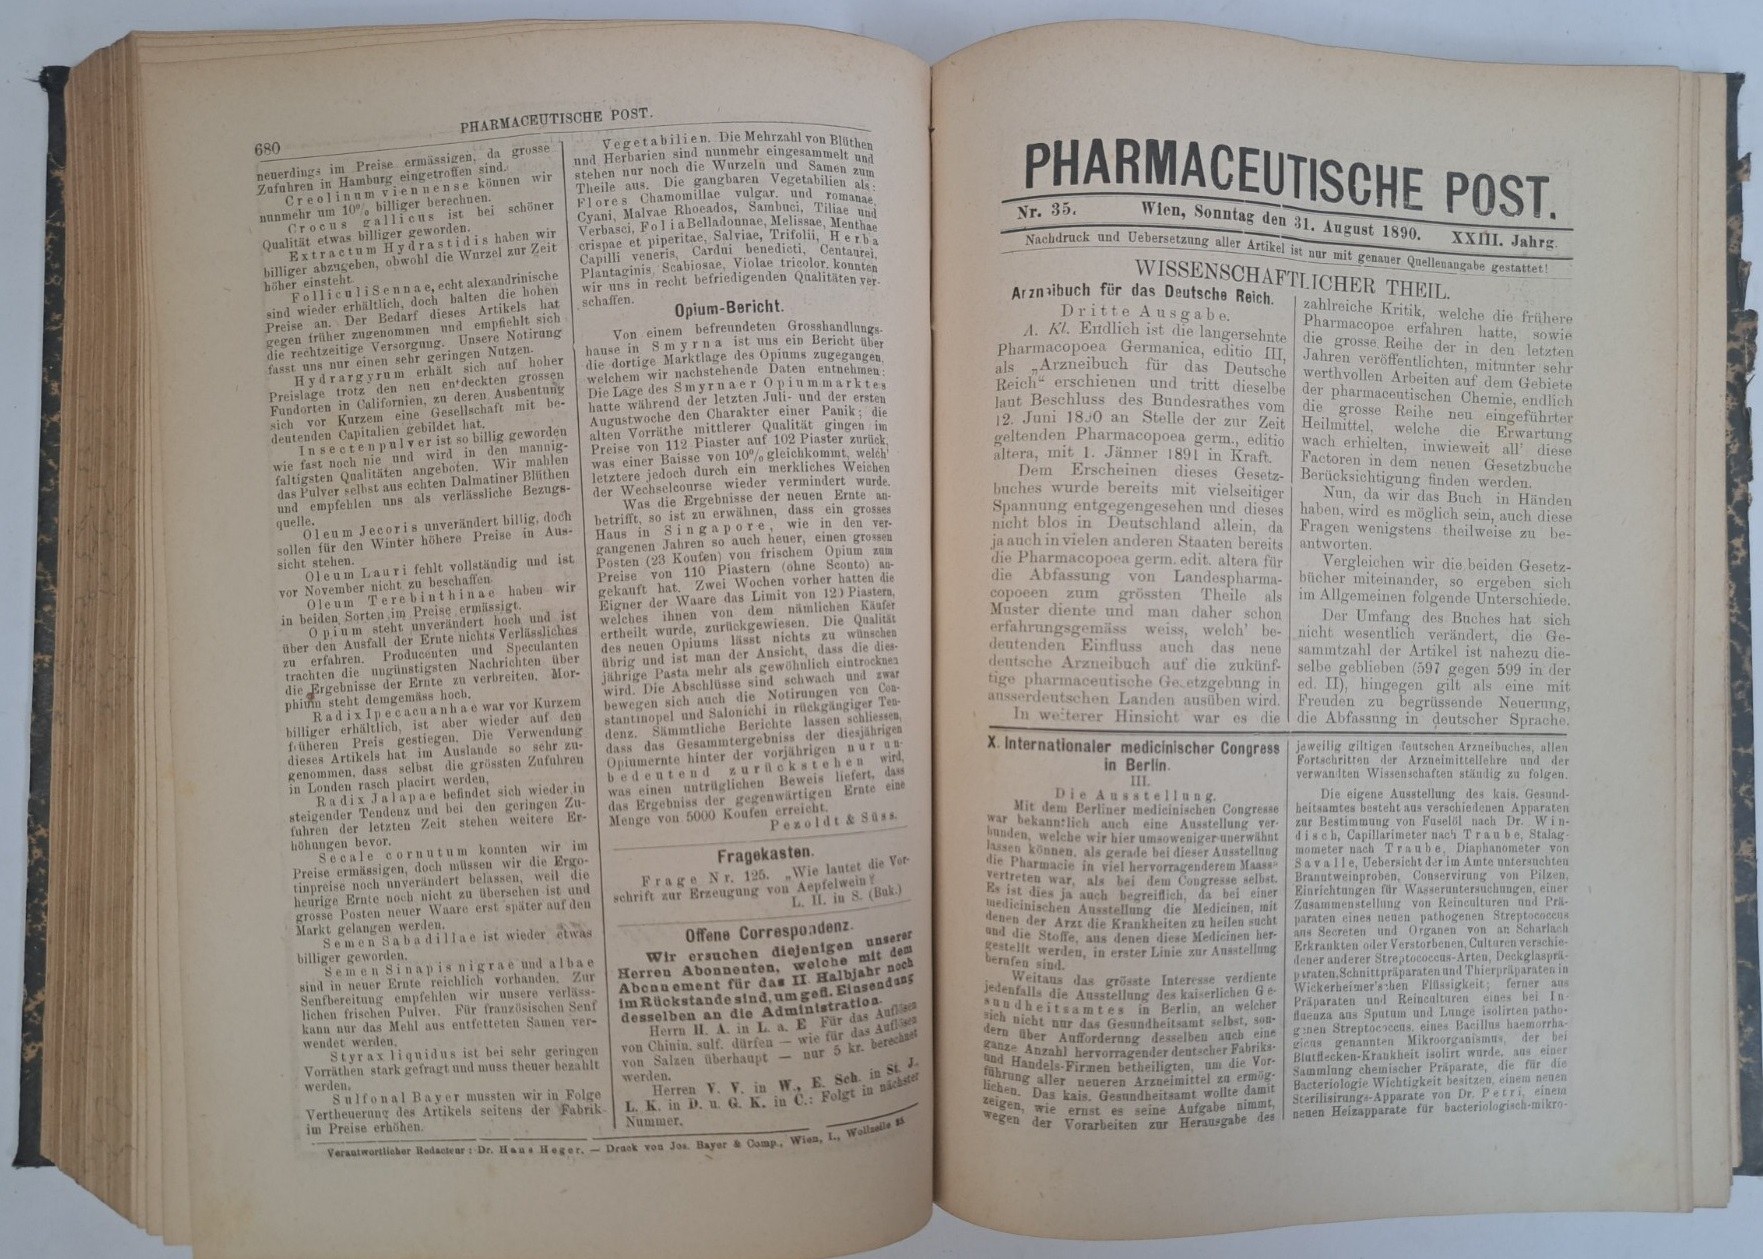 680
PHARMACEUTISCHE POST.
neuerdings im Preise ermässigen, da grosse
Zufuhren in Hamburg eingetroffen sind.
Creolinum viennense können wir
nunmehr um 10% billiger berechnen.
Crocus gallicus ist bei schöner
Qualität etwas billiger geworden.
Extractum Hydrastidis haben wir
billiger abzugeben, obwohl die Wurzel zur Zeit
höher einsteht.
Folliculi Sennae, echt alexandrinische
sind wieder erhältlich, doch halten die hohen
Preise an. Der Bedarf dieses Artikels hat
gegen früher zugenommen und empfiehlt sich
die rechtzeitige Versorgung. Unsere Notirung
fasst uns nur einen sehr geringen Nutzen.
Hydrargyrum erhält sich auf hoher
Preislage trotz den neu entdeckten grossen
Fundorten in Californien, zu deren Ausbeutung
sich vor Kurzem eine Gesellschaft mit be-
deutenden Capitalien gebildet hat.
Insectenpulver ist so billig geworden
wie fast noch nie und wird in den mannig-
faltigsten Qualitäten angeboten. Wir mahlen
das Pulver selbst aus echten Dalmatiner Blüthen
und empfehlen uns als verlässliche Bezugs-
quelle.
Oleum Jecoris unverändert billig, doch
sollen für den Winter höhere Preise in Aus-
sicht stehen.
Oleum Lauri fehlt vollständig und ist
vor November nicht zu beschaffen.
Oleum Terebinthinae haben wir
in beiden Sorten im Preise ermässigt.
Opium steht unverändert hoch und ist
über den Ausfall der Ernte nichts Verlässliches
zu erfahren. Producenten und Speculanten
trachten die ungünstigsten Nachrichten über
die Ergebnisse der Ernte zu verbreiten. Mor-
phium steht demgemäss hoch.
Radix Ipecacuanhae war vor Kurzem
billiger erhältlich, ist aber wieder auf den
früheren Preis gestiegen. Die Verwendung
dieses Artikels hat im Auslande so sehr zu-
genommen, dass selbst die grössten Zufuhren
in London rasch placirt werden.
Radix Jalapae befindet sich wieder in
steigender Tendenz und bei den geringen Zu-
fuhren der letzten Zeit stehen weitere Er-
höhungen bevor.
Secale cornutum konnten wir im
Preise ermässigen, doch müssen wir die Ergo-
tinpreise noch unverändert belassen, weil die
heurige Ernte noch nicht zu übersehen ist und
grosse Posten neuer Waare erst später auf den
Markt gelangen werden.
Semen Sabadillae ist wieder etwas
billiger geworden.
Semen Sinapis nigrae und albae
sind in neuer Ernte reichlich vorhanden. Zur
Senfbereitung empfehlen wir unsere verläss-
lichen frischen Pulver. Für französischen Senf
kann nur das Mehl aus entfetteten Samen ver-
wendet werden.
Styrax liquidus ist bei sehr geringen
Vorräthen stark gefragt und muss theuer bezahlt
werden.
Sulfonal Bayer mussten wir in Folge
Vertheuerung des Artikels seitens der Fabrik
im Preise erhöhen.
Vegetabilien. Die Mehrzahl von Blüthen
und Herbarien sind nunmehr eingesammelt und
stehen nur noch die Wurzeln und Samen zum
Theile aus. Die gangbaren Vegetabilien als:
Flores Chamomillae vulgar. und romanae,
Cyani, Malvae Rhoeados, Sambuci, Tiliae und
Verbasci, Folia Belladonnae, Melissae, Menthae
crispae et piperitae, Salviae, Trifolii, Herba
Capilli veneris, Cardui benedicti, Centaurei,
Plantaginis, Scabiosae, Violae tricolor. konnten
wir uns in recht befriedigenden Qualitäten ver-
schaffen.
Opium-Bericht.
Von einem befreundeten Grosshandlungs-
hause in Smyrna ist uns ein Bericht über
die dortige Marktlage des Opiums zugegangen,
welchem wir nachstehende Daten entnehmen:
Die Lage des Smyrnaer Opiummarktes
hatte während der letzten Juli- und der ersten
Augustwoche den Charakter einer Panik; die
alten Vorräthe mittlerer Qualität gingen im
Preise von 112 Piaster auf 102 Piaster zurück,
was einer Baisse von 10% gleichkommt, welch'
letztere jedoch durch ein merkliches Weichen
der Wechselcourse wieder vermindert wurde.
Was die Ergebnisse der neuen Ernte an-
betrifft, so ist zu erwähnen, dass ein grosses
Haus in Singapore, wie in den ver-
gangenen Jahren so auch heuer, einen grossen
Posten (23 Koufen) von frischem Opium zum
Preise von 110 Piastern (ohne Sconto) an-
gekauft hat. Zwei Wochen vorher hatten die
Eigner der Waare das Limit von 120 Piastern,
welches ihnen von dem nämlichen Käufer
ertheilt wurde, zurückgewiesen. Die Qualität
des neuen Opiums lässt nichts zu wünschen
übrig und ist man der Ansicht, dass die dies-
jährige Pasta mehr als gewöhnlich eintrocknen
wird. Die Abschlüsse sind schwach und zwar
bewegen sich auch die Notirungen von Con-
stantinopel und Salonichi in rückgängiger Ten-
denz. Sämmtliche Berichte lassen schliessen,
dass das Gesammtergebniss der diesjährigen
Opiumernte hinter der vorjährigen nur un-
bedeutend zurückstehen wird,
was einen untrüglichen Beweis liefert, dass
das Ergebniss der gegenwärtigen Ernte eine
Menge von 5000 Koufen erreicht.
Pezoldt & Süss.
Fragekasten.
Frage Nr. 125. „Wie lautet die Vor-
schrift zur Erzeugung von Aepfelwein?
L. H. in S. (Buk.)
Offene Correspondenz.
Wir ersuchen diejenigen unserer
Herren Abonnenten, welche mit dem
Abonnement für das II. Halbjahr noch
im Rückstande sind, um gefl. Einsendung
desselben an die Administration.
Herrn H. A. in L. a. E. Für das Auflösen
von Chinin. sulf. dürfen — wie für das Auflösen
von Salzen überhaupt — nur 5 kr. berechnet
werden.
Herren V. V. in W., E. Sch. in St. J.,
L. K. in D. u. G. K. in C.: Folgt in nächster
Nummer.
Verantwortlicher Redacteur: Dr. Hans Heger. — Druck von Jos. Bayer & Comp., Wien, I., Wollzeile
PHARMACEUTISCHE POST.
Nr. 35. Wien, Sonntag den 31. August 1890. XXIII. Jahrg.
Nachdruck und Uebersetzung aller Artikel ist nur mit genauer Quellenangabe gestattet!
WISSENSCHAFTLICHER THEIL.
Arzneibuch für das Deutsche Reich.
Dritte Ausgabe.
A. Kl. Endlich ist die langersehnte
Pharmacopoea Germanica, editio III,
als „Arzneibuch für das Deutsche
Reich“ erschienen und tritt dieselbe
laut Beschluss des Bundesrathes vom
12. Juni 1890 an Stelle der zur Zeit
geltenden Pharmacopoea germ., editio
altera, mit 1. Jänner 1891 in Kraft.
Dem Erscheinen dieses Gesetz-
buches wurde bereits mit vielseitiger
Spannung entgegengesehen und dieses
nicht blos in Deutschland allein, da
ja auch in vielen anderen Staaten bereits
die Pharmacopoea germ. edit. altera für
die Abfassung von Landespharma-
copoeen zum grössten Theile als
Muster diente und man daher schon
erfahrungsgemäss weiss, welch' be-
deutenden Einfluss auch das neue
deutsche Arzneibuch auf die zukünf-
tige pharmaceutische Gesetzgebung in
ausserdeutschen Landen ausüben wird.
In weiterer Hinsicht war es die
zahlreiche Kritik, welche die frühere
Pharmacopoe erfahren hatte, sowie
die grosse Reihe der in den letzten
Jahren veröffentlichten, mitunter sehr
werthvollen Arbeiten auf dem Gebiete
der pharmaceutischen Chemie, endlich
die grosse Reihe neu eingeführter
Heilmittel, welche die Erwartung
wach erhielten, inwieweit all' diese
Factoren in dem neuen Gesetzbuche
Berücksichtigung finden werden.
Nun, da wir das Buch in Händen
haben, wird es möglich sein, auch diese
Fragen wenigstens theilweise zu be-
antworten.
Vergleichen wir die beiden Gesetz-
bücher miteinander, so ergeben sich
im Allgemeinen folgende Unterschiede.
Der Umfang des Buches hat sich
nicht wesentlich verändert, die Ge-
sammtzahl der Artikel ist nahezu die-
selbe geblieben (597 gegen 599 in der
ed. II), hingegen gilt als eine mit
Freuden zu begrüssende Neuerung,
die Abfassung in deutscher Sprache.
X. Internationaler medicinischer Congress
in Berlin.
III.
Die Ausstellung.
Mit dem Berliner medicinischen Congresse
war bekanntlich auch eine Ausstellung ver-
bunden, welche wir hier umsoweniger unerwähnt
lassen können, als gerade bei dieser Ausstellung
die Pharmacie in viel hervorragenderem Maasse
vertreten war, als bei dem Congresse selbst.
Es ist dies ja auch begreiflich, da bei einer
medicinischen Ausstellung die Medicinen, mit
denen der Arzt die Krankheiten zu heilen sucht
und die Stoffe, aus denen diese Medicinen her-
gestellt werden, in erster Linie zur Ausstellung
berufen sind.
Weitaus das grösste Interesse verdiente
jedenfalls die Ausstellung des kaiserlichen Ge-
sundheitsamtes in Berlin, an welcher
sich nicht nur das Gesundheitsamt selbst, son-
dern über Aufforderung desselben auch eine
ganze Anzahl hervorragender deutscher Fabriks-
und Handels-Firmen betheiligten, um die Vor-
führung aller neueren Arzneimittel zu ermög-
lichen. Das kais. Gesundheitsamt wollte damit
zeigen, wie ernst es seine Aufgabe nimmt,
wegen der Vorarbeiten zur Herausgabe des
jeweilig giltigen deutschen Arzneibuches, allen
Fortschritten der Arzneimittellehre und der
verwandten Wissenschaften ständig zu folgen.
Die eigene Ausstellung des kais. Gesund-
heitsamtes besteht aus verschiedenen Apparaten
zur Bestimmung von Fuselöl nach Dr. Win-
disch, Capillarimeter nach Traube, Stalag-
mometer nach Traube, Diaphanometer von
Savalle, Uebersicht der im Amte untersuchten
Branntweinproben, Conservirung von Pilzen,
Einrichtungen für Wasseruntersuchungen, einer
Zusammenstellung von Reinculturen und Prä-
paraten eines neuen pathogenen Streptococcus
aus Secreten und Organen von an Scharlach
Erkrankten oder Verstorbenen, Culturen verschie-
dener anderer Streptococcus-Arten, Deckglasprä-
paraten, Schnittpräparaten und Thierpräparaten in
Wickerheimer'schen Flüssigkeit; ferner aus
Präparaten und Reinculturen eines bei In-
fluenza aus Sputum und Lunge isolirten patho-
genen Streptococcus, eines Bacillus haemorrha-
gicus genannten Mikroorganismus, der bei
Blutflecken-Krankheit isolirt wurde, aus einer
Sammlung chemischer Präparate, die für die
Bacteriologie Wichtigkeit besitzen, einem neuen
Sterilisirungs-Apparate von Dr. Petri, einem
neuen Heizapparate für bacteriologisch-mikro-